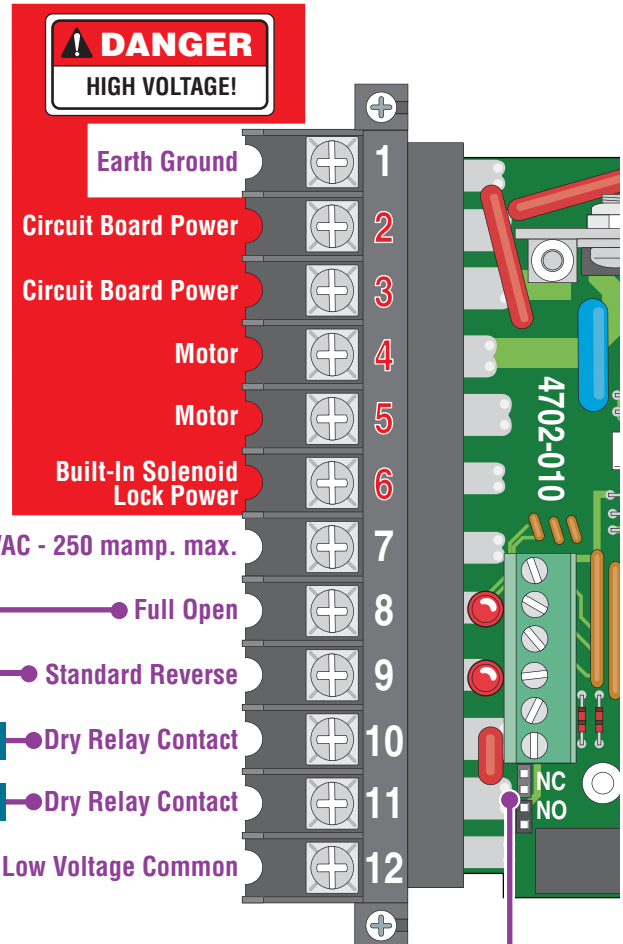 DANGER
HIGH VOLTAGE!
Earth Ground 1
Circuit Board Power 2
Circuit Board Power 3
Motor 4
Motor 5
Built-In Solenoid
Lock Power 6
AC - 250 mamp. max. 7
Full Open 8
Standard Reverse 9
Dry Relay Contact 10
Dry Relay Contact 11
Low Voltage Common 12
4702-010
NC
NO